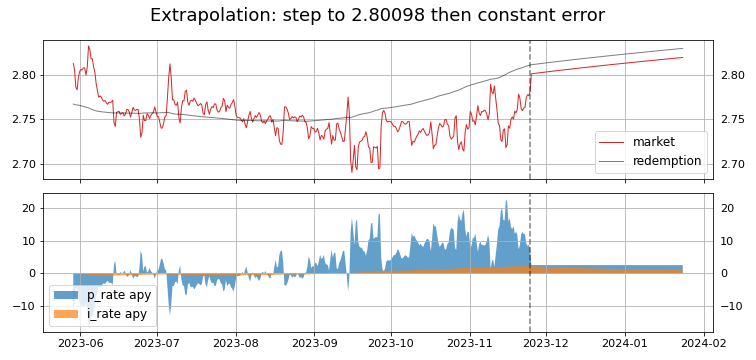 Extrapolation: step to 2.80098 then constant error
2.80
2.75
2.70
2.80
2.75
2.70
market
redemption
20
10
0
−10
20
10
0
−10
p_rate apy
i_rate apy
2023-06 2023-07 2023-08 2023-09 2023-10 2023-11 2023-12 2024-01 2024-02